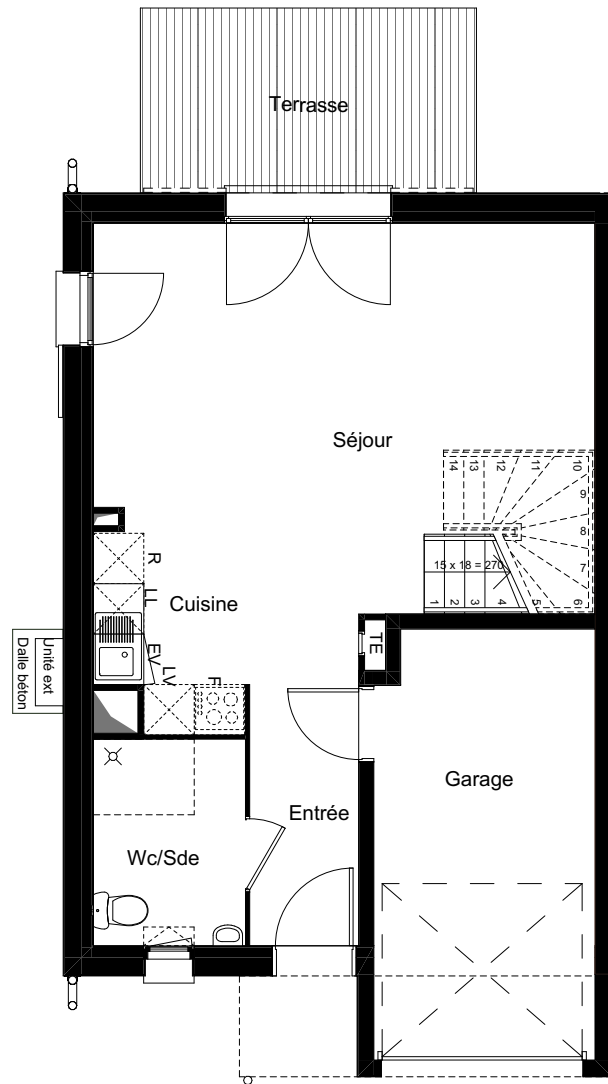 Terrasse
Séjour
14 13 12 11 10
9
8
7
15 x 18 = 270
1 2 3 4 5 6
R
LL
Cuisine
EV
LV
F
TE
Unité ext
Dalle béton
Garage
Entrée
Wc/Sde